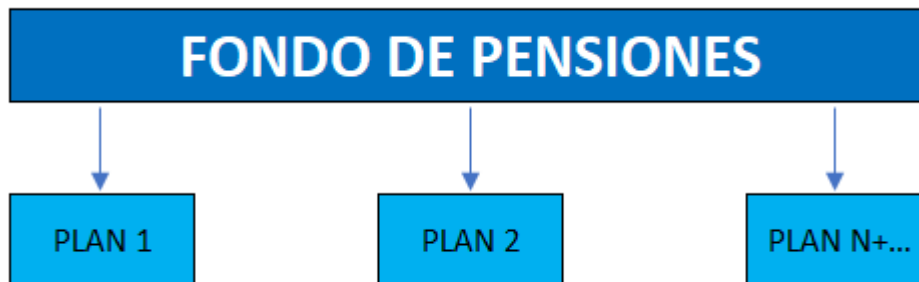 FONDO DE PENSIONES
PLAN 1
PLAN 2
PLAN N+...